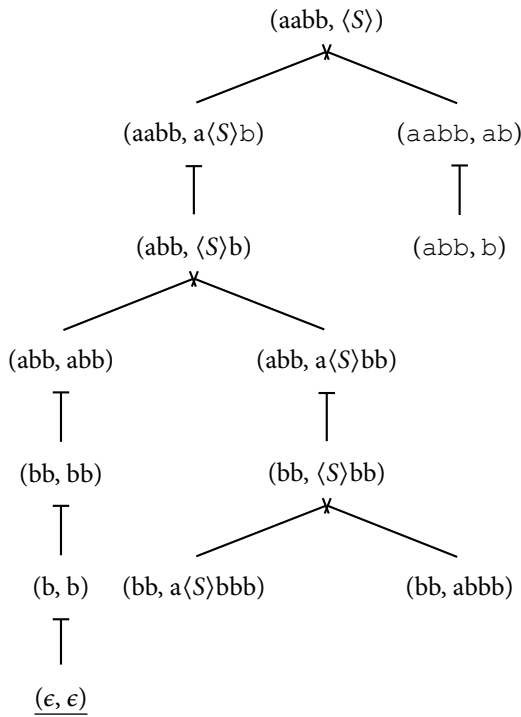 (aabb, ⟨S⟩)
(aabb, a⟨S⟩b) (aabb, ab)
(abb, ⟨S⟩b) (abb, b)
(abb, abb) (abb, a⟨S⟩bb)
(bb, bb) (bb, ⟨S⟩bb)
(b, b) (bb, a⟨S⟩bbb) (bb, abbb)
(ϵ, ϵ)